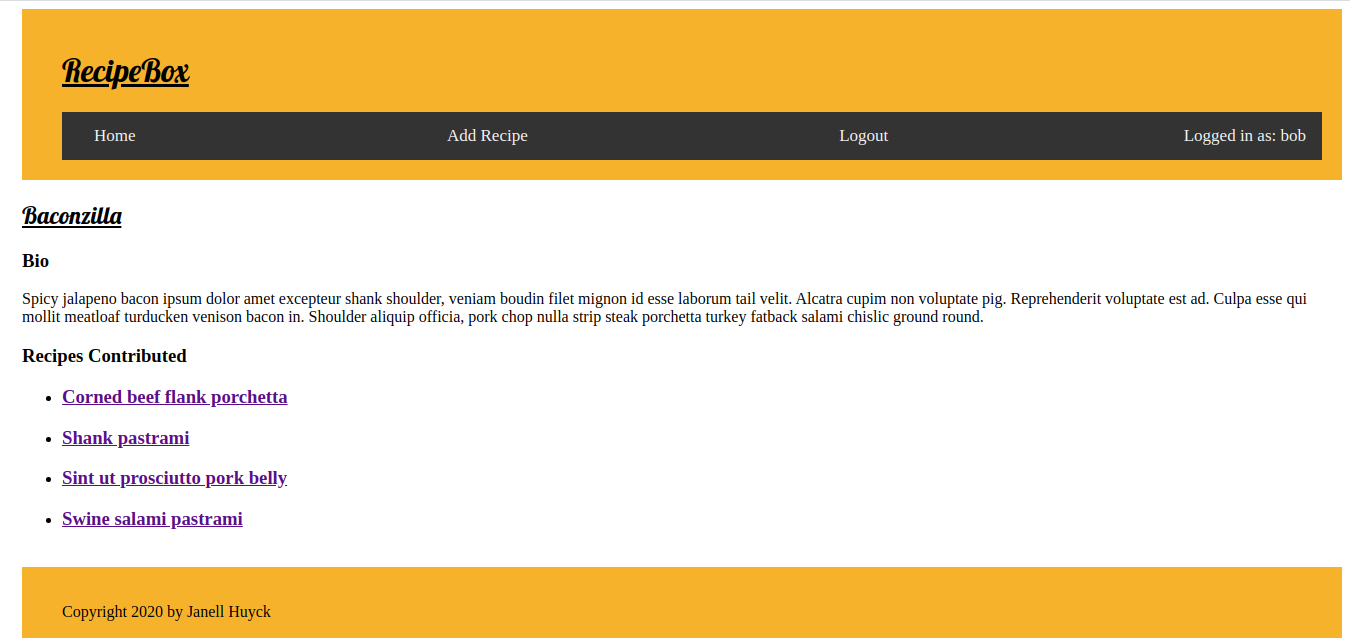 RecipeBox
Home Add Recipe Logout Logged in as: bob
Baconzilla
Bio
Spicy jalapeno bacon ipsum dolor amet excepteur shank shoulder, veniam boudin filet mignon id esse laborum tail velit. Alcatra cupim non voluptate pig. Reprehenderit voluptate est ad. Culpa esse qui
mollit meatloaf turducken venison bacon in. Shoulder aliquip officia, pork chop nulla strip steak porchetta turkey fatback salami chislic ground round.
Recipes Contributed
• Corned beef flank porchetta
• Shank pastrami
• Sint ut prosciutto pork belly
• Swine salami pastrami
Copyright 2020 by Janell Huyck